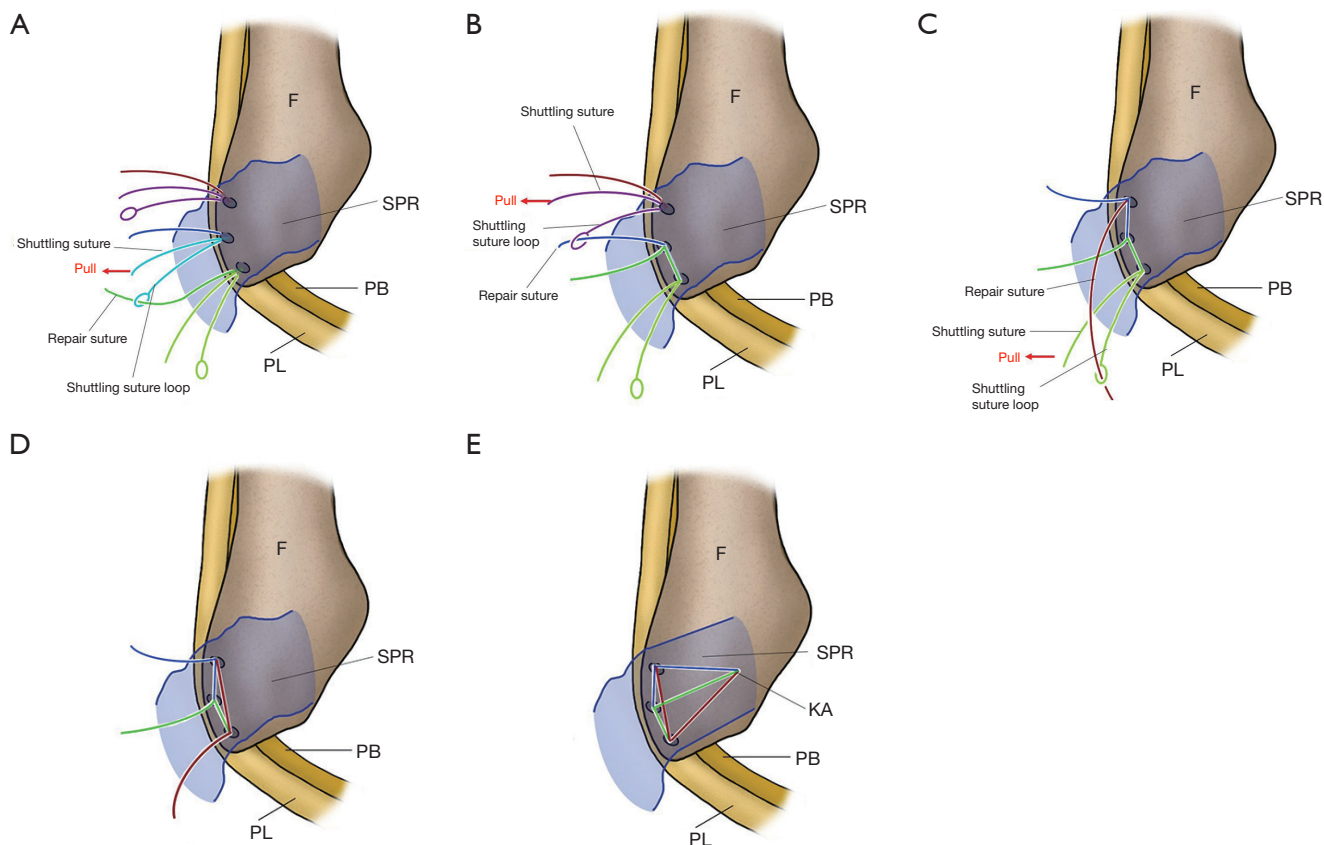 A
F
SPR
Shuttling suture
Pull
Repair suture
Shuttling suture loop
PB
PL
B
F
Shuttling suture
Pull
SPR
Shuttling
suture loop
Repair suture
PB
PL
C
F
SPR
Repair suture
PB
Shuttling suture
Pull
PL
Shuttling
suture loop
D
F
SPR
PB
PL
E
F
SPR
KA
PB
PL